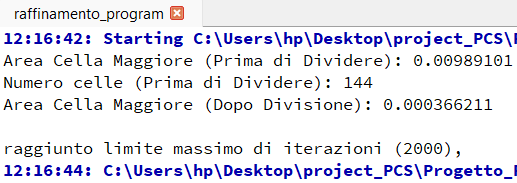 raffinamento_program
12:16:42: Starting C:\Users\hp\Desktop\project_PCS\
Area Cella Maggiore (Prima di Dividere): 0.00989101
Numero celle (Prima di Dividere): 144
Area Cella Maggiore (Dopo Divisione): 0.000366211
raggiunto limite massimo di iterazioni (2000),
12:16:44: C:\Users\hp\Desktop\project_PCS\Progetto_